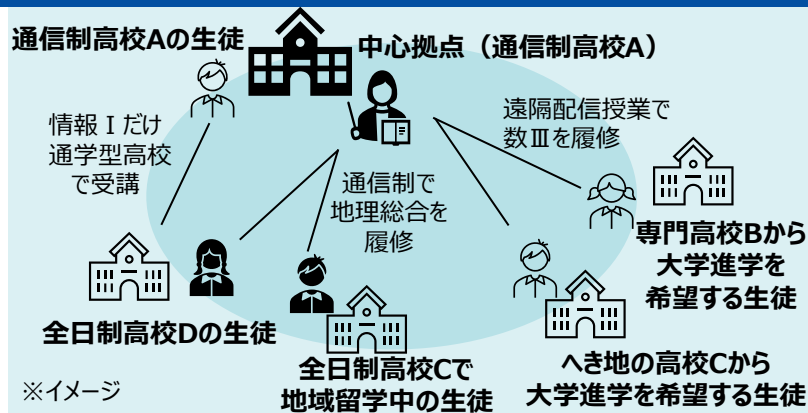 通信制高校Aの生徒
中心拠点（通信制高校A）
情報Ⅰだけ
通学型高校
で受講
通信制で
地理総合を
履修
遠隔配信授業で
数Ⅲを履修
専門高校Bから
大学進学を
希望する生徒
全日制高校Dの生徒
全日制高校Cで
地域留学中の生徒
へき地の高校Cから
大学進学を希望する生徒
※イメージ